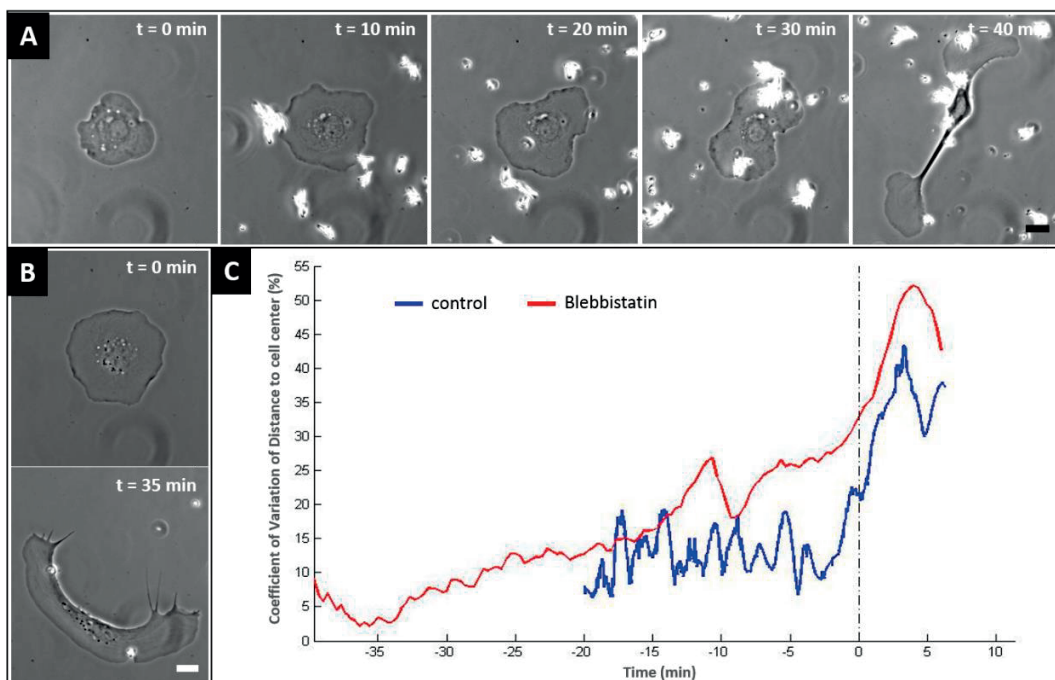 A
t = 0 min
t = 10 min
t = 20 min
t = 30 min
t = 40 min
B
t = 0 min
t = 35 min
C
Coefficient of Variation of Distance to cell center (%)
55
50
45
40
35
30
25
20
15
10
5
0
control
Blebbistatin
-35
-30
-25
-20
-15
-10
-5
0
5
10
Time (min)